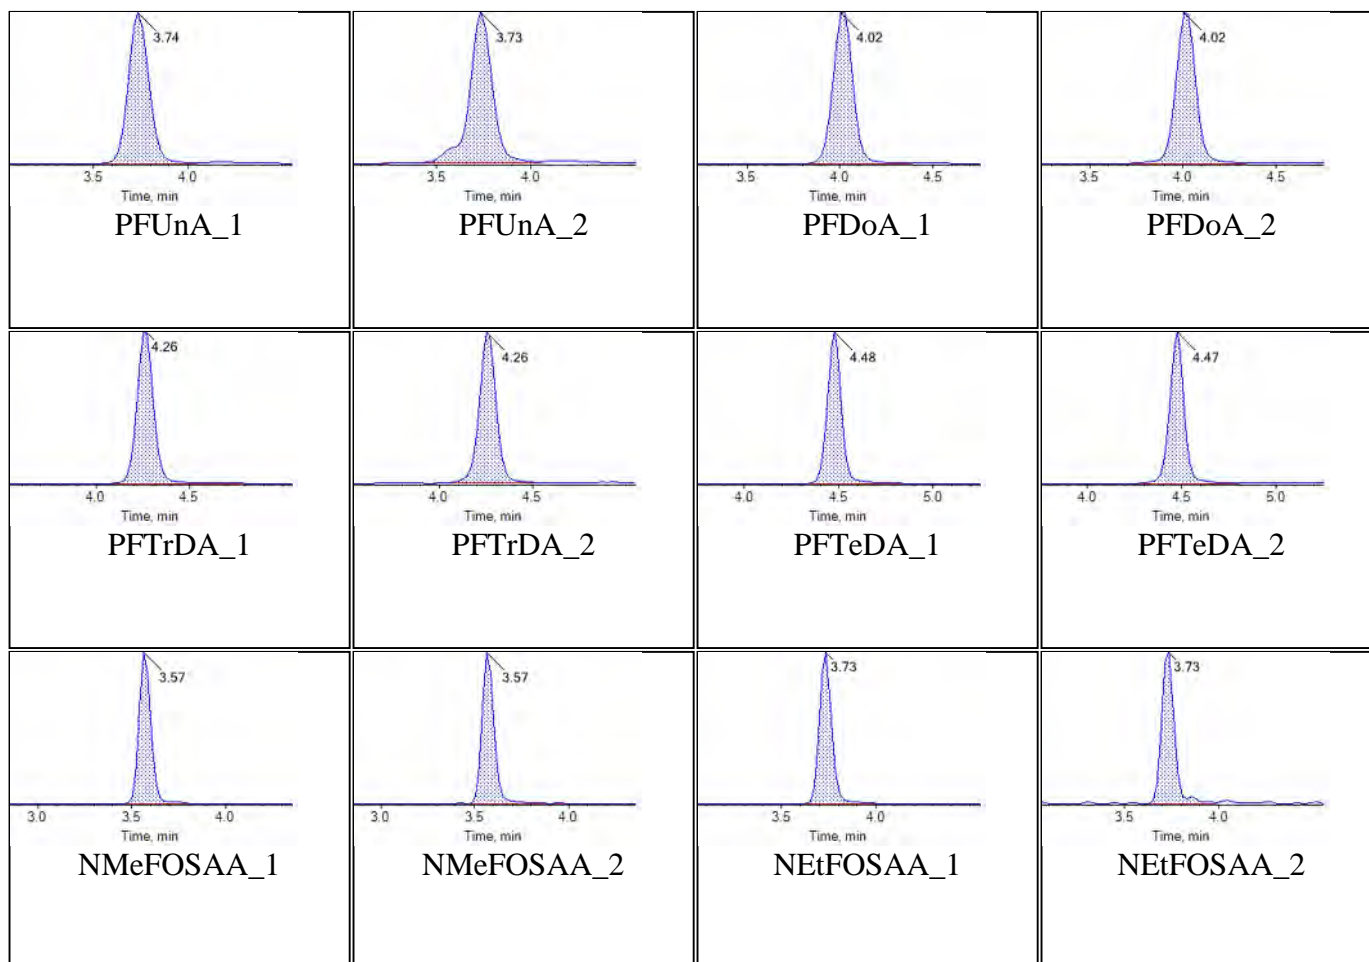 3.74
3.5 4.0
Time, min
PFUnA_1
3.73
3.5 4.0
Time, min
PFUnA_2
4.02
3.5 4.0 4.5
Time, min
PFDoA_1
4.02
3.5 4.0 4.5
Time, min
PFDoA_2
4.26
4.0 4.5
Time, min
PFTrDA_1
4.26
4.0 4.5
Time, min
PFTrDA_2
4.48
4.0 4.5 5.0
Time, min
PFTeDA_1
4.47
4.0 4.5 5.0
Time, min
PFTeDA_2
3.57
3.0 3.5 4.0
Time, min
NMeFOSAA_1
3.57
3.0 3.5 4.0
Time, min
NMeFOSAA_2
3.73
3.5 4.0
Time, min
NEtFOSAA_1
3.73
3.5 4.0
Time, min
NEtFOSAA_2